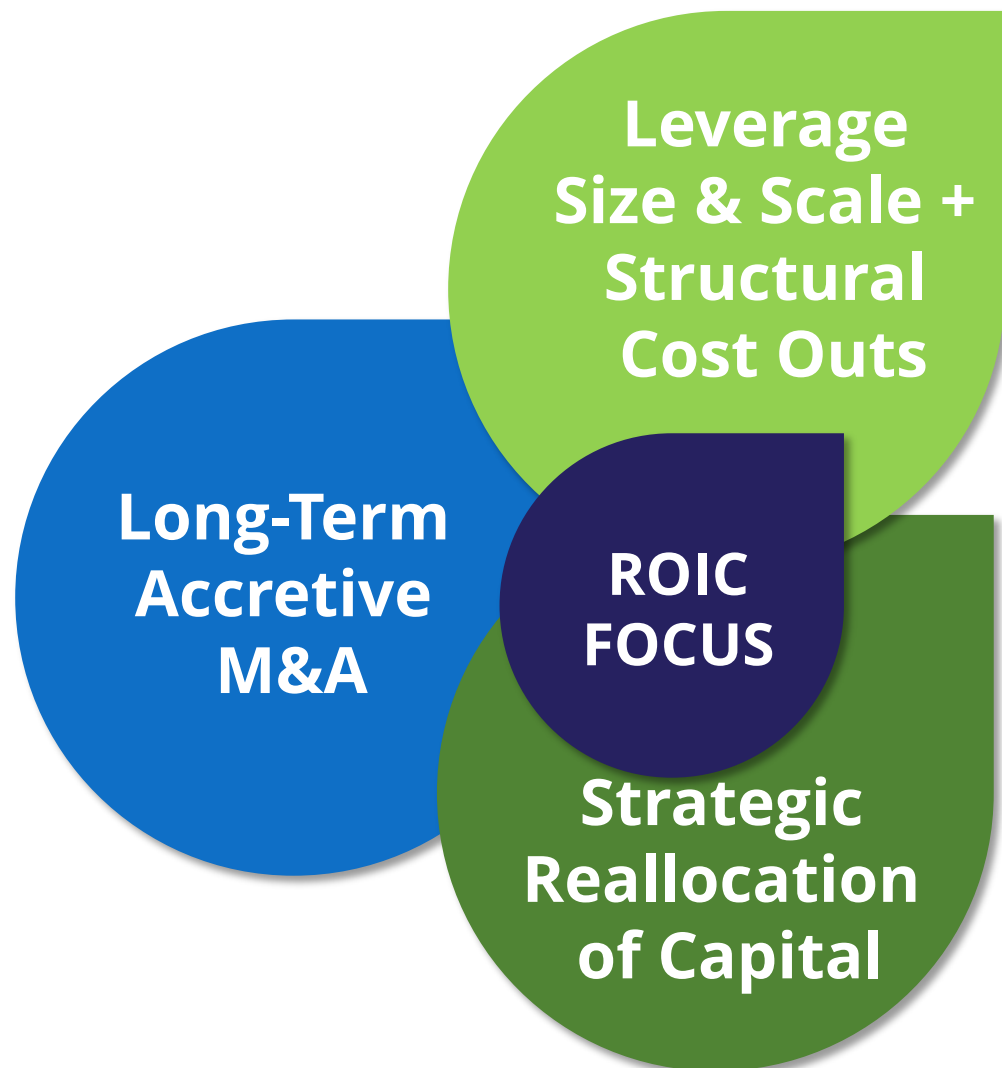 Leverage
Size & Scale +
Structural
Cost Outs
Long-Term
Accretive
M&A
ROIC
FOCUS
Strategic
Reallocation
of Capital